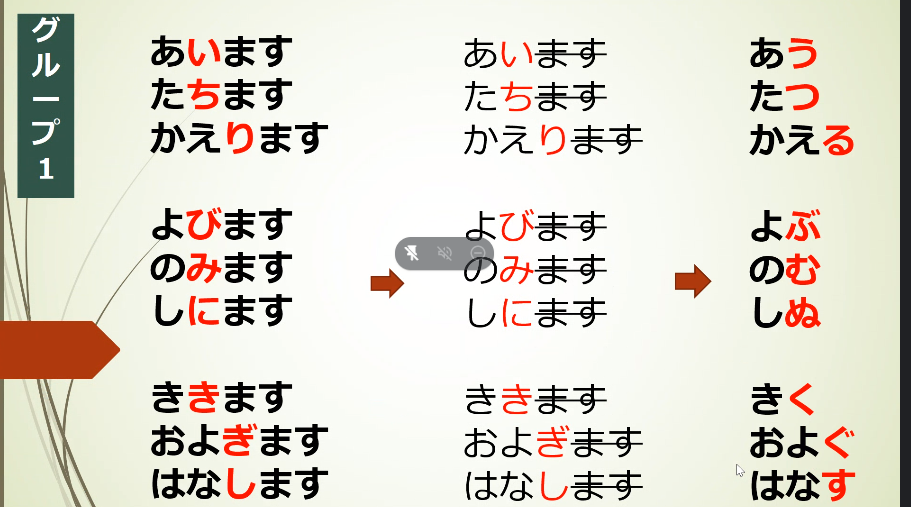 グループ1
あいます あいます あう
たちます たちます たつ
かえります かえります かえる
よびます よびます よぶ
のみます のみます のむ
しにます しにます しぬ
ききます ききます きく
およぎます およぎます およぐ
はなします はなします はなす